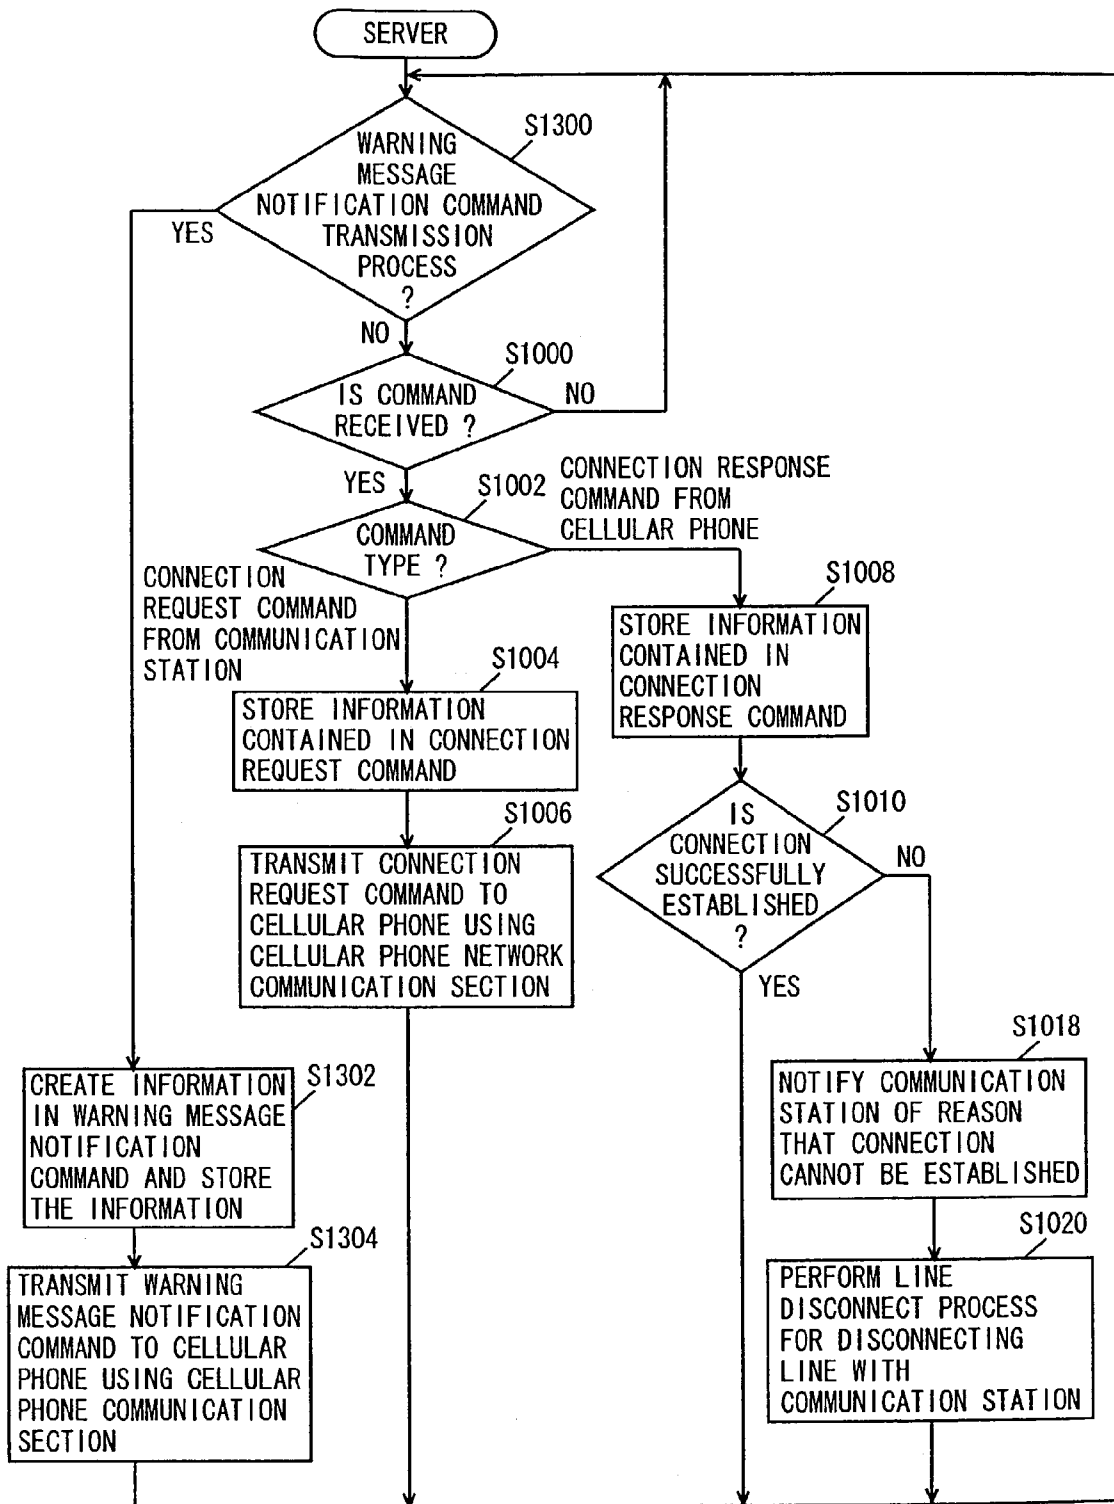 SERVER
S1300
WARNING
MESSAGE
NOTIFICATION COMMAND
TRANSMISSION
PROCESS
?
YES
NO
S1000
IS COMMAND
RECEIVED ?
NO
YES
S1002
COMMAND
TYPE ?
CONNECTION RESPONSE
COMMAND FROM
CELLULAR PHONE
CONNECTION
REQUEST COMMAND
FROM COMMUNICATION
STATION
S1004
STORE INFORMATION
CONTAINED IN CONNECTION
REQUEST COMMAND
S1006
TRANSMIT CONNECTION
REQUEST COMMAND TO
CELLULAR PHONE USING
CELLULAR PHONE NETWORK
COMMUNICATION SECTION
S1008
STORE INFORMATION
CONTAINED IN
CONNECTION
RESPONSE COMMAND
S1010
IS
CONNECTION
SUCCESSFULLY
ESTABLISHED
?
NO
YES
S1018
NOTIFY COMMUNICATION
STATION OF REASON
THAT CONNECTION
CANNOT BE ESTABLISHED
S1020
PERFORM LINE
DISCONNECT PROCESS
FOR DISCONNECTING
LINE WITH
COMMUNICATION STATION
S1302
CREATE INFORMATION
IN WARNING MESSAGE
NOTIFICATION
COMMAND AND STORE
THE INFORMATION
S1304
TRANSMIT WARNING
MESSAGE NOTIFICATION
COMMAND TO CELLULAR
PHONE USING CELLULAR
PHONE COMMUNICATION
SECTION